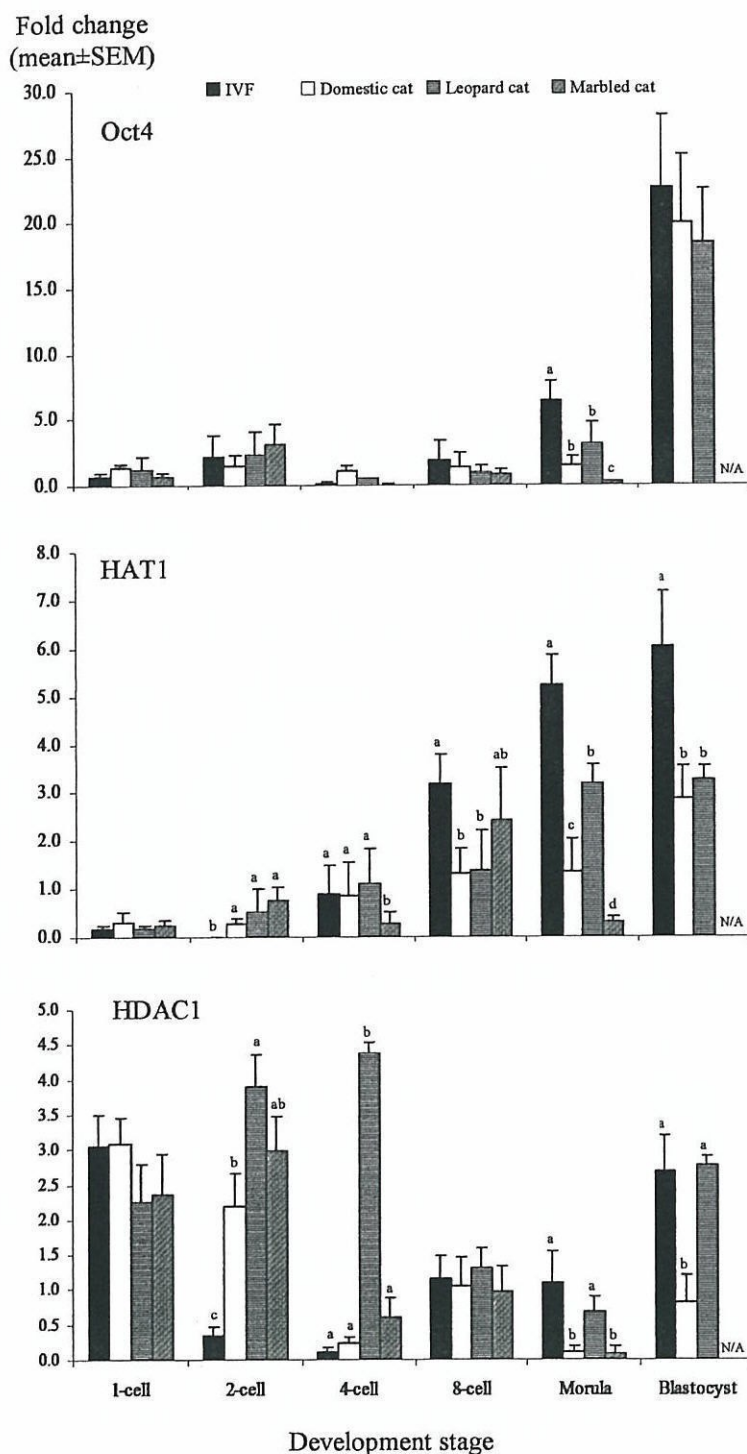 Fold change
(mean±SEM)
IVF Domestic cat Leopard cat Marbled cat
Oct4
30.0
25.0
20.0
15.0
10.0
5.0
0.0
a b b c
N/A
HAT1
8.0
7.0
6.0
5.0
4.0
3.0
2.0
1.0
0.0
b a a a
a a a b
a b b ab
a c b d
a b b
N/A
HDAC1
5.0
4.5
4.0
3.5
3.0
2.5
2.0
1.5
1.0
0.5
0.0
c b a ab
a a b a
a b a b
a b a
N/A
1-cell 2-cell 4-cell 8-cell Morula Blastocyst
Development stage